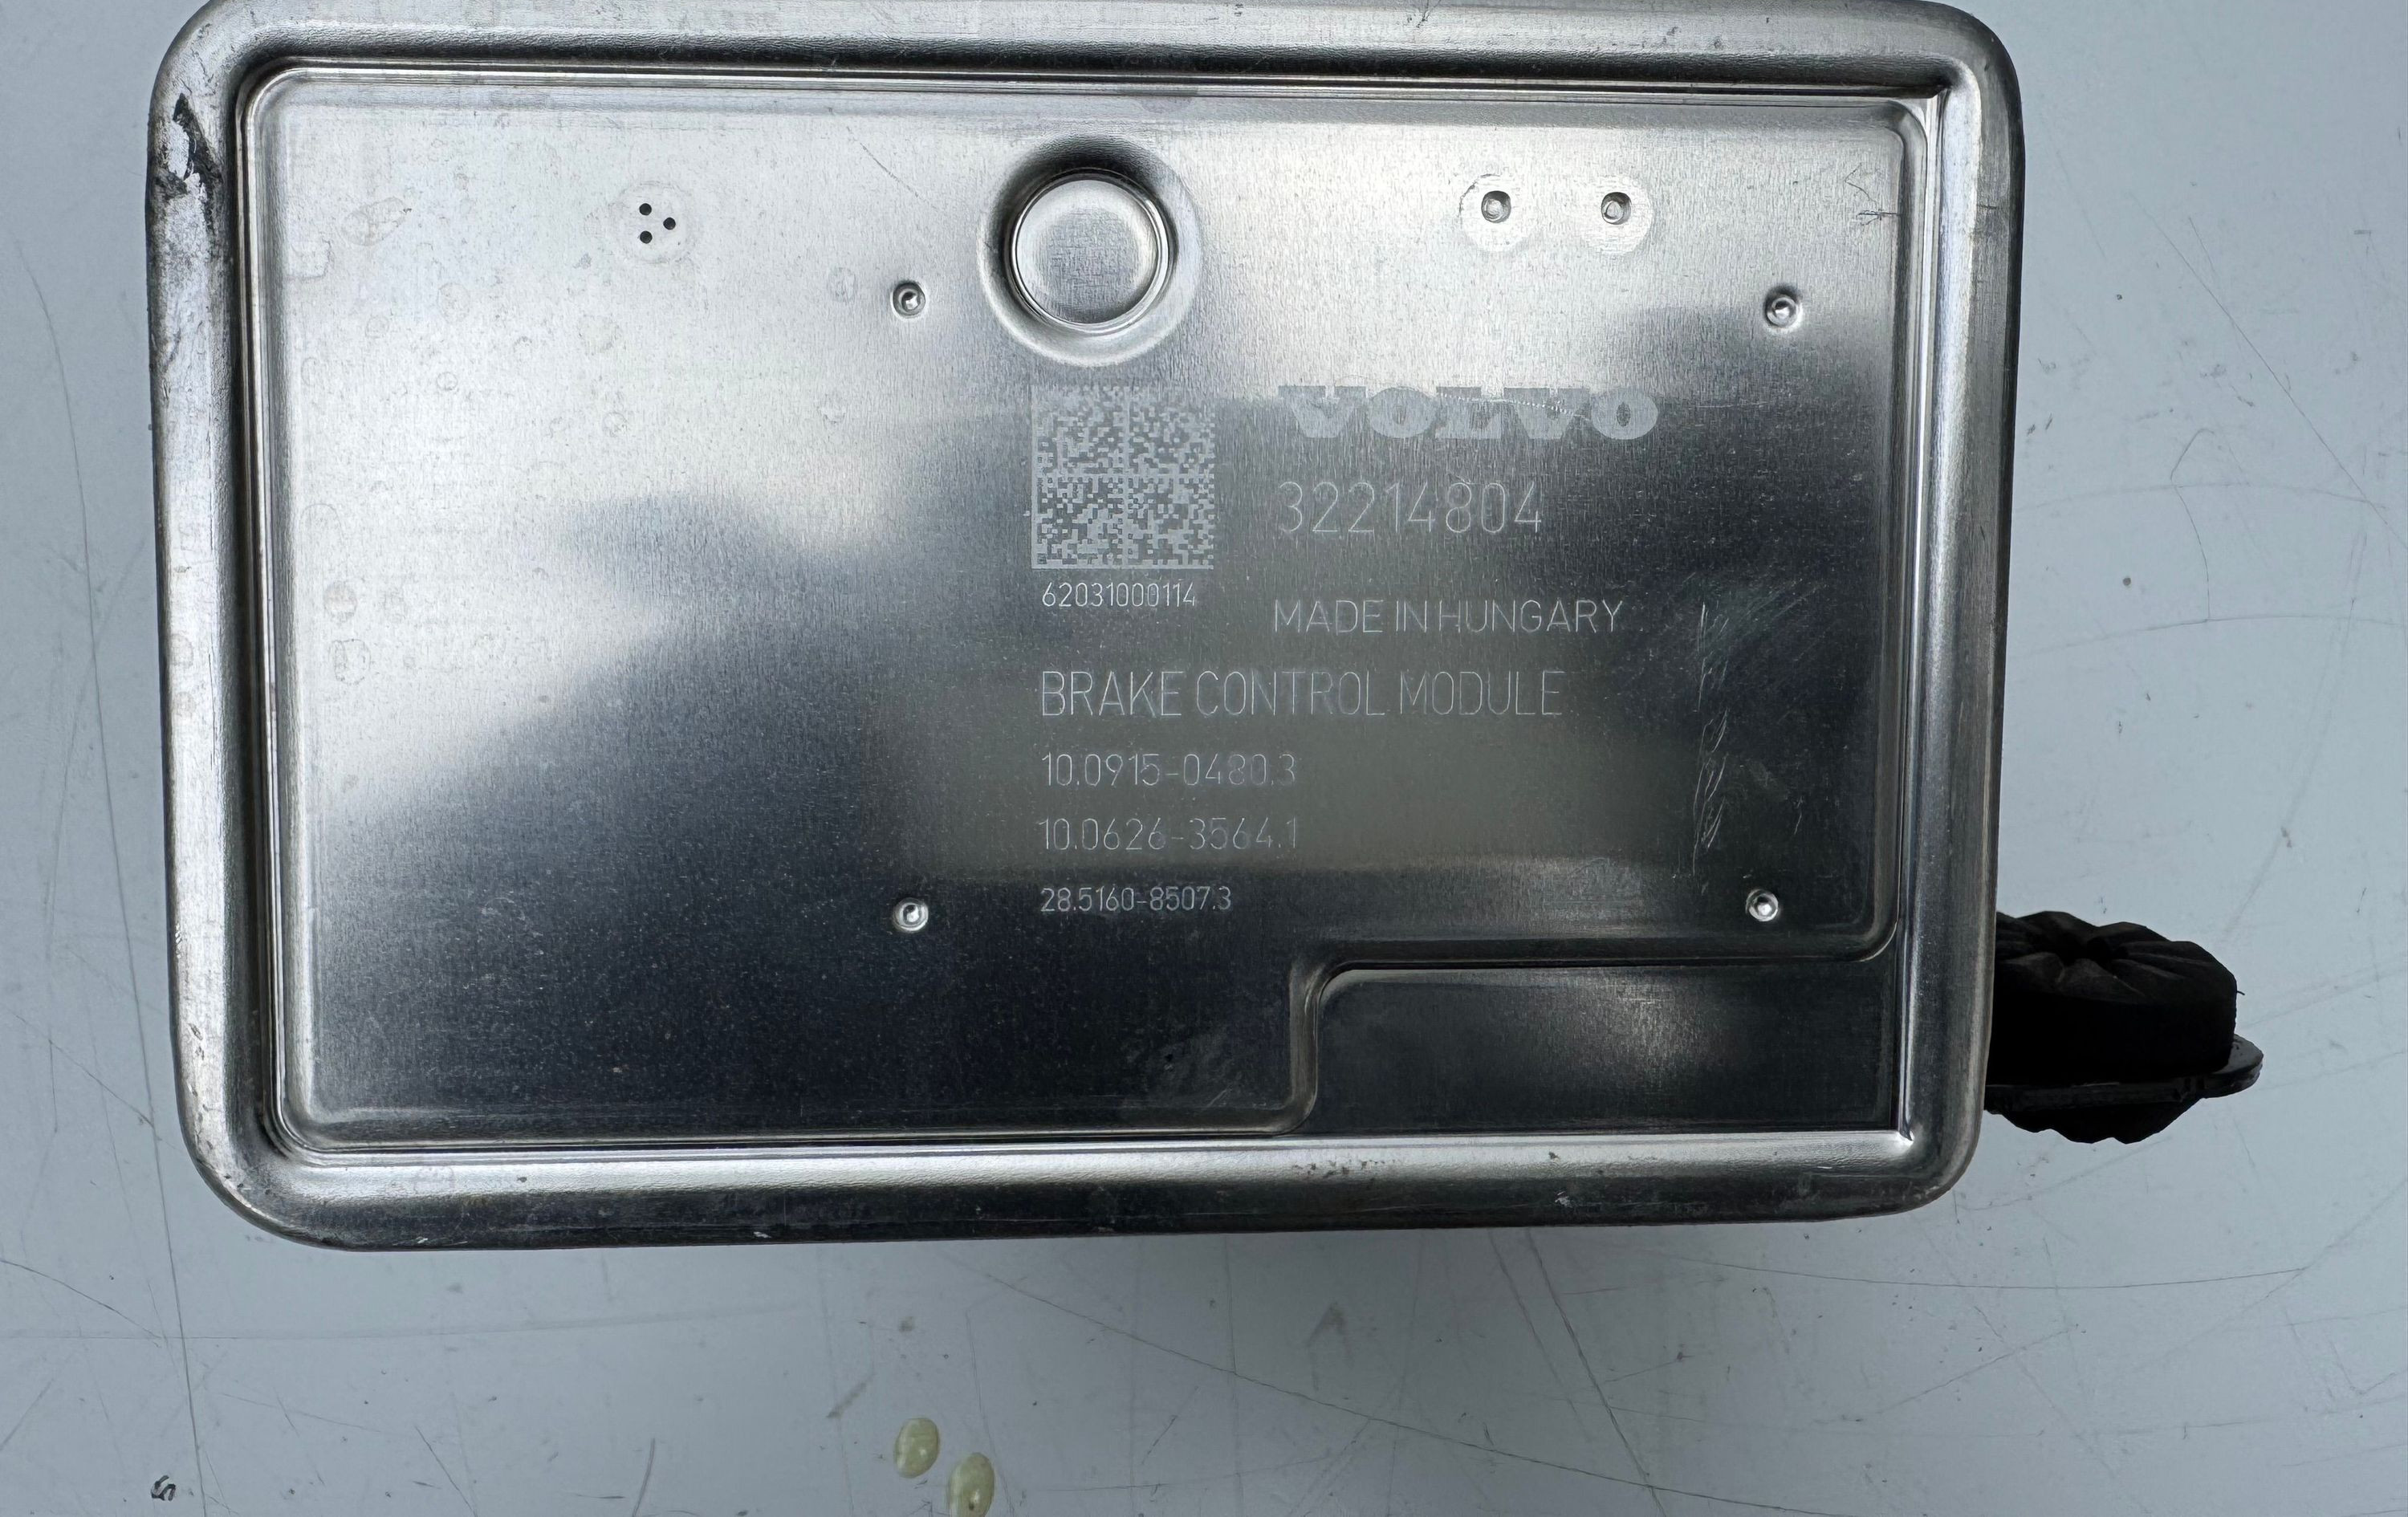 VOLVO
32214804
62031000114
MADE IN HUNGARY
BRAKE CONTROL MODULE
10.0915-0480.3
10.0626-3564.1
28.5160-8507.3